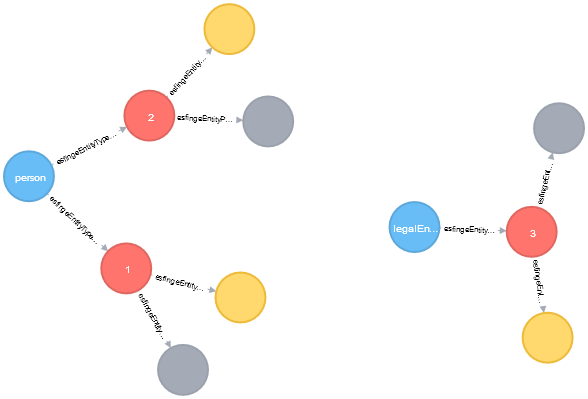 esfingeEntity...
2
esfingeEntityP...
esfingeEntityType...
person
esfingeEntityType...
1
esfingeEntity...
esfingeEntity...
esfingeEnt...
legalEn...
esfingeEntity...
3
esfingeEnt...